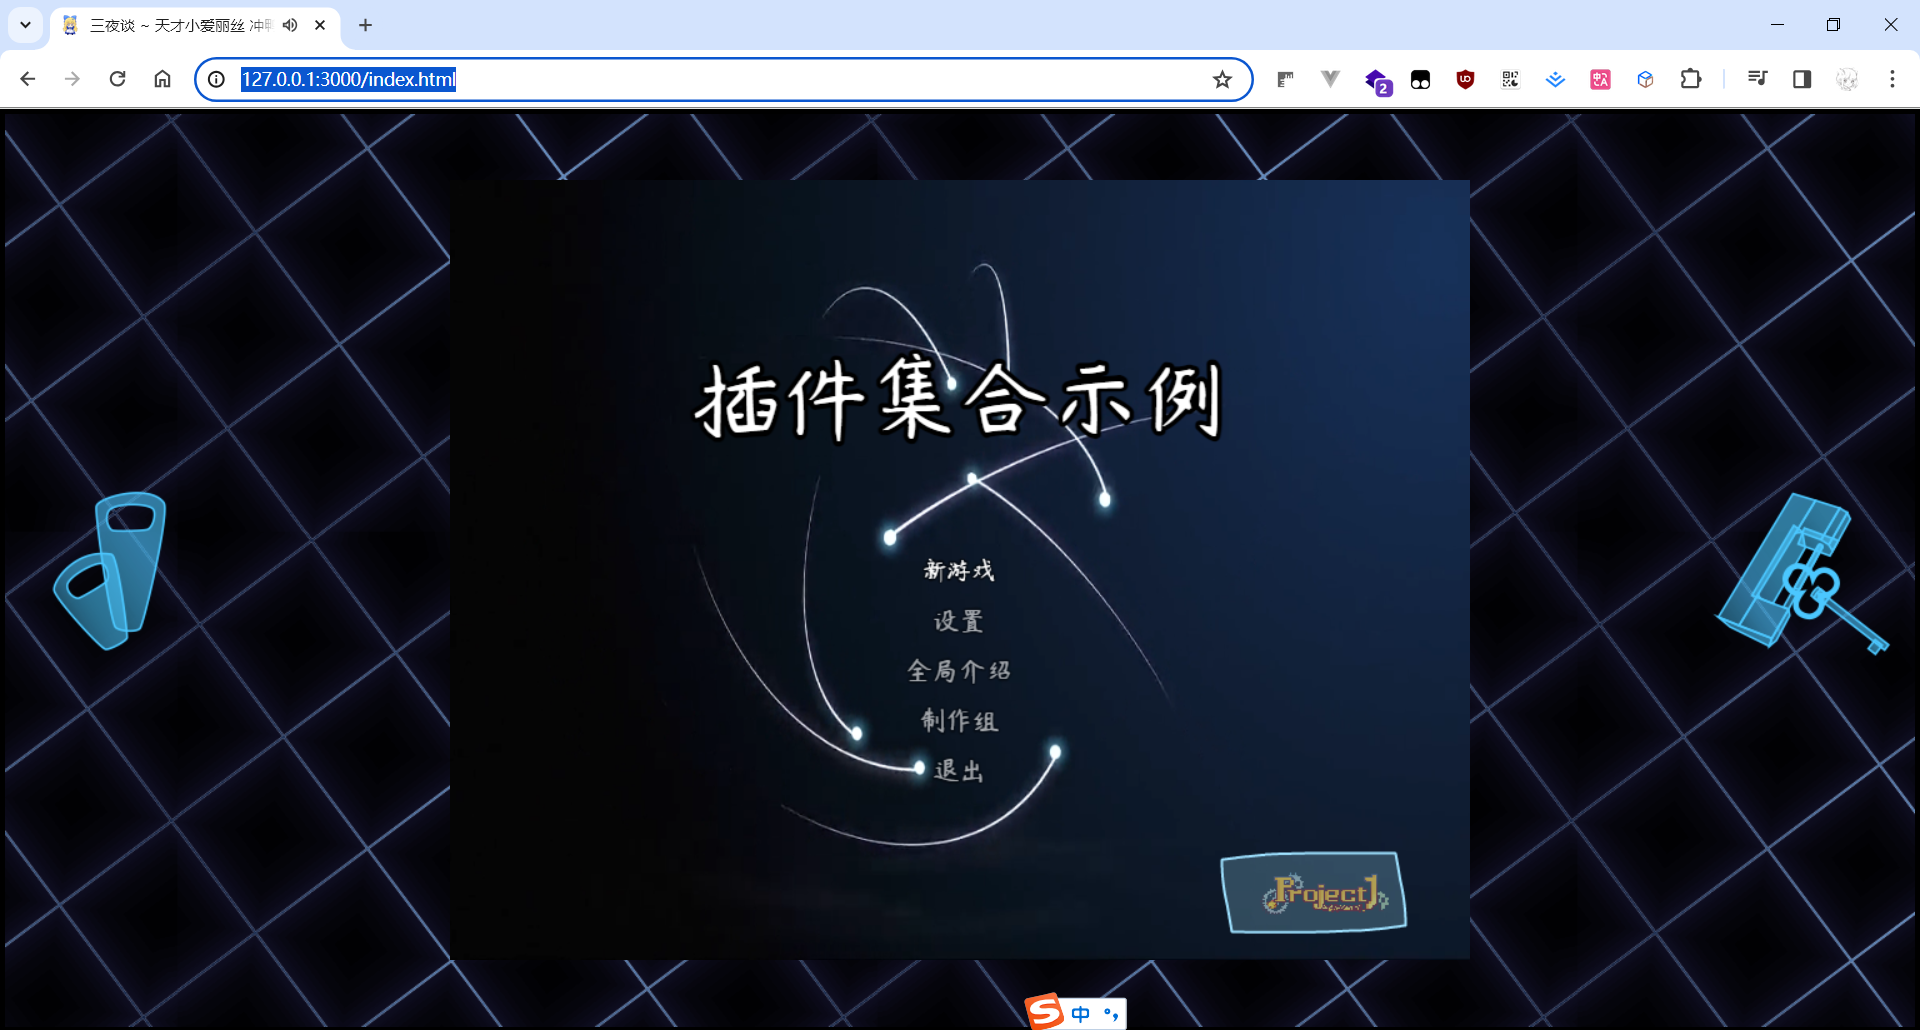 三夜谈 ~ 天才小爱丽丝 冲
127.0.0.1:3000/index.html
2
插件集合示例
新游戏
设置
全局介绍
制作组
退出
Project1
中 °,